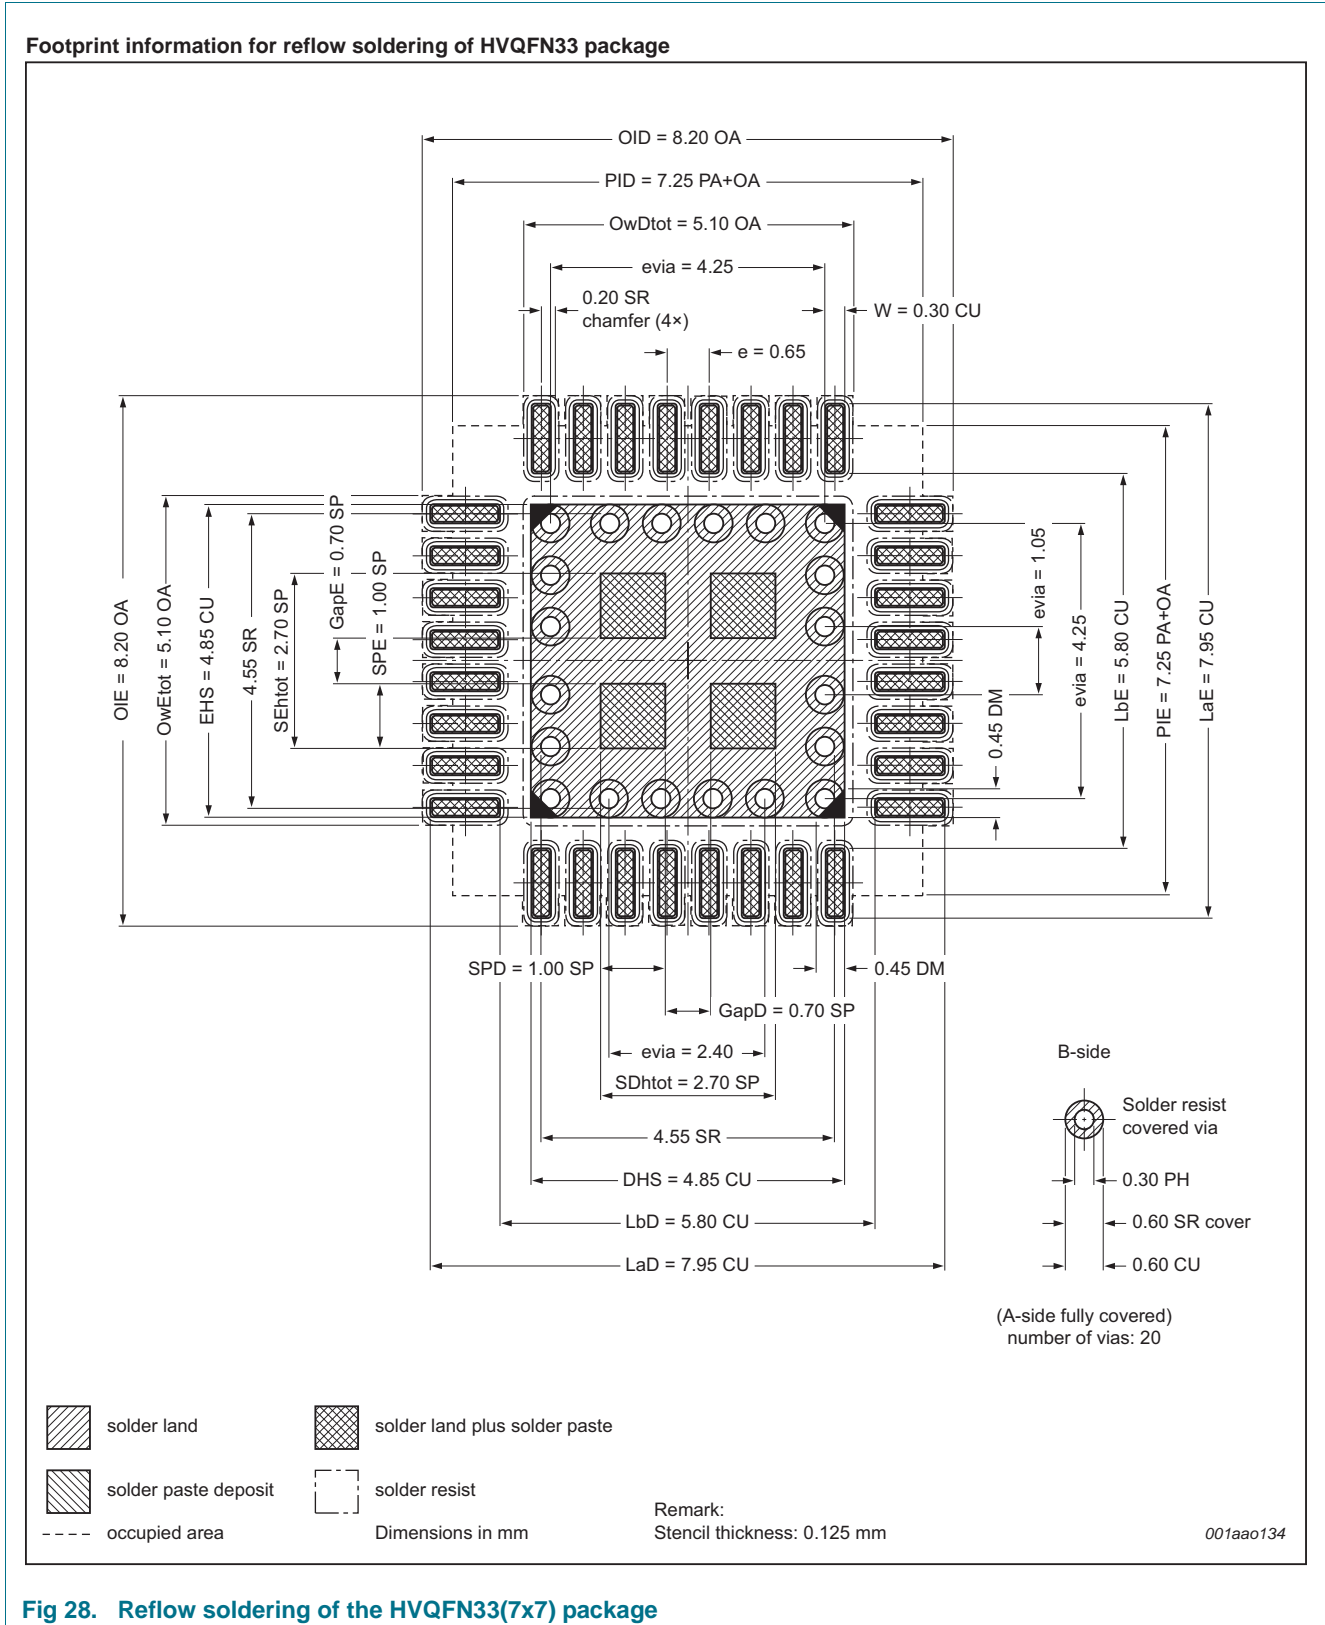 Footprint information for reflow soldering of HVQFN33 package
OID = 8.20 OA
PID = 7.25 PA+OA
OwDtot = 5.10 OA
evia = 4.25
0.20 SR
chamfer (4×)
W = 0.30 CU
e = 0.65
OIE = 8.20 OA
OwEtot = 5.10 OA
EHS = 4.85 CU
4.55 SR
SEhtot = 2.70 SP
GapE = 0.70 SP
SPE = 1.00 SP
evia = 1.05
0.45 DM
evia = 4.25
LbE = 5.80 CU
PIE = 7.25 PA+OA
LaE = 7.95 CU
SPD = 1.00 SP
0.45 DM
GapD = 0.70 SP
evia = 2.40
SDhtot = 2.70 SP
4.55 SR
DHS = 4.85 CU
LbD = 5.80 CU
LaD = 7.95 CU
B-side
Solder resist
covered via
0.30 PH
0.60 SR cover
0.60 CU
(A-side fully covered)
number of vias: 20
solder land
solder land plus solder paste
solder paste deposit
solder resist
occupied area
Dimensions in mm
Remark:
Stencil thickness: 0.125 mm
001aao134
Fig 28. Reflow soldering of the HVQFN33(7x7) package